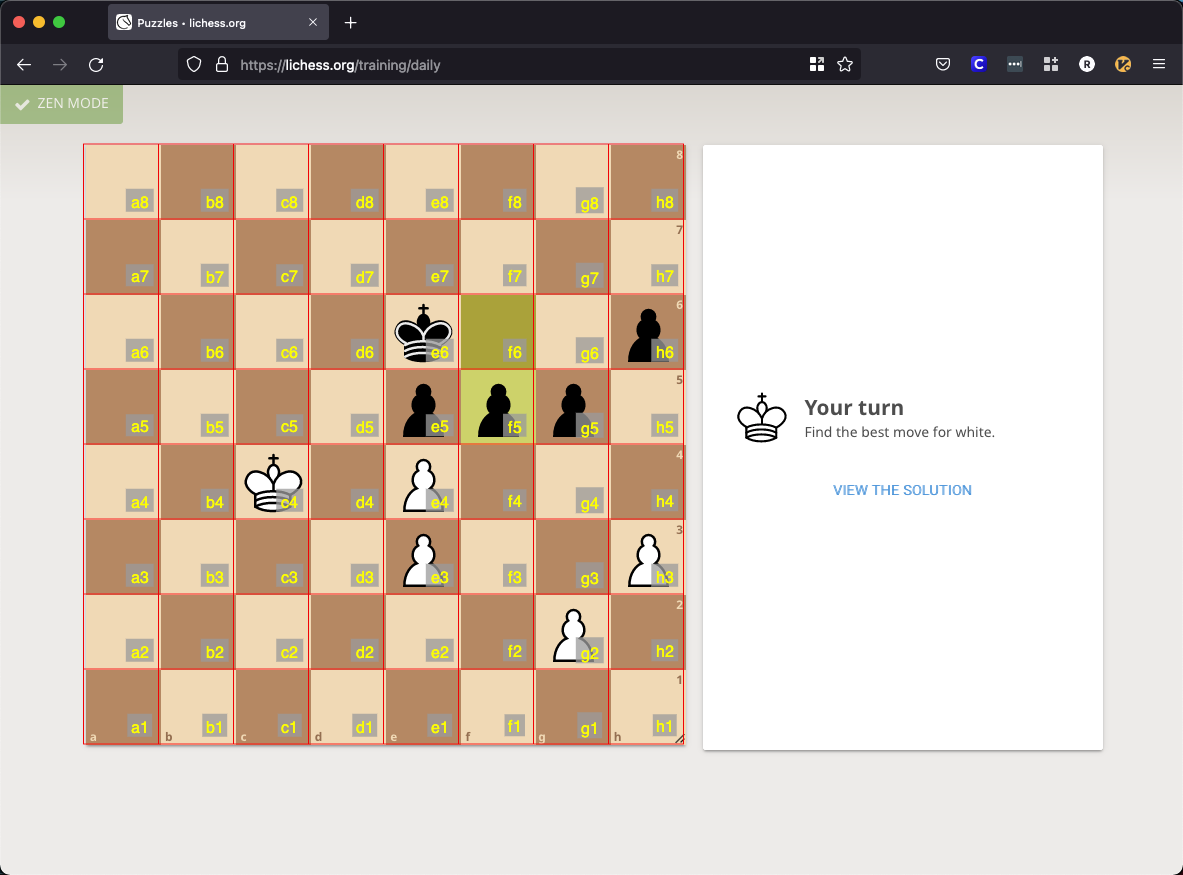 Puzzles • lichess.org
https://lichess.org/training/daily
C
R
ZEN MODE
8
a8 b8 c8 d8 e8 f8 g8 h8
7
a7 b7 c7 d7 e7 f7 g7 h7
6
a6 b6 c6 d6 e6 f6 g6 h6
5
a5 b5 c5 d5 e5 f5 g5 h5
4
a4 b4 c4 d4 e4 f4 g4 h4
3
a3 b3 c3 d3 e3 f3 g3 h3
2
a2 b2 c2 d2 e2 f2 g2 h2
1
a1 b1 c1 d1 e1 f1 g1 h1
a b c d e f g h
Your turn
Find the best move for white.
VIEW THE SOLUTION